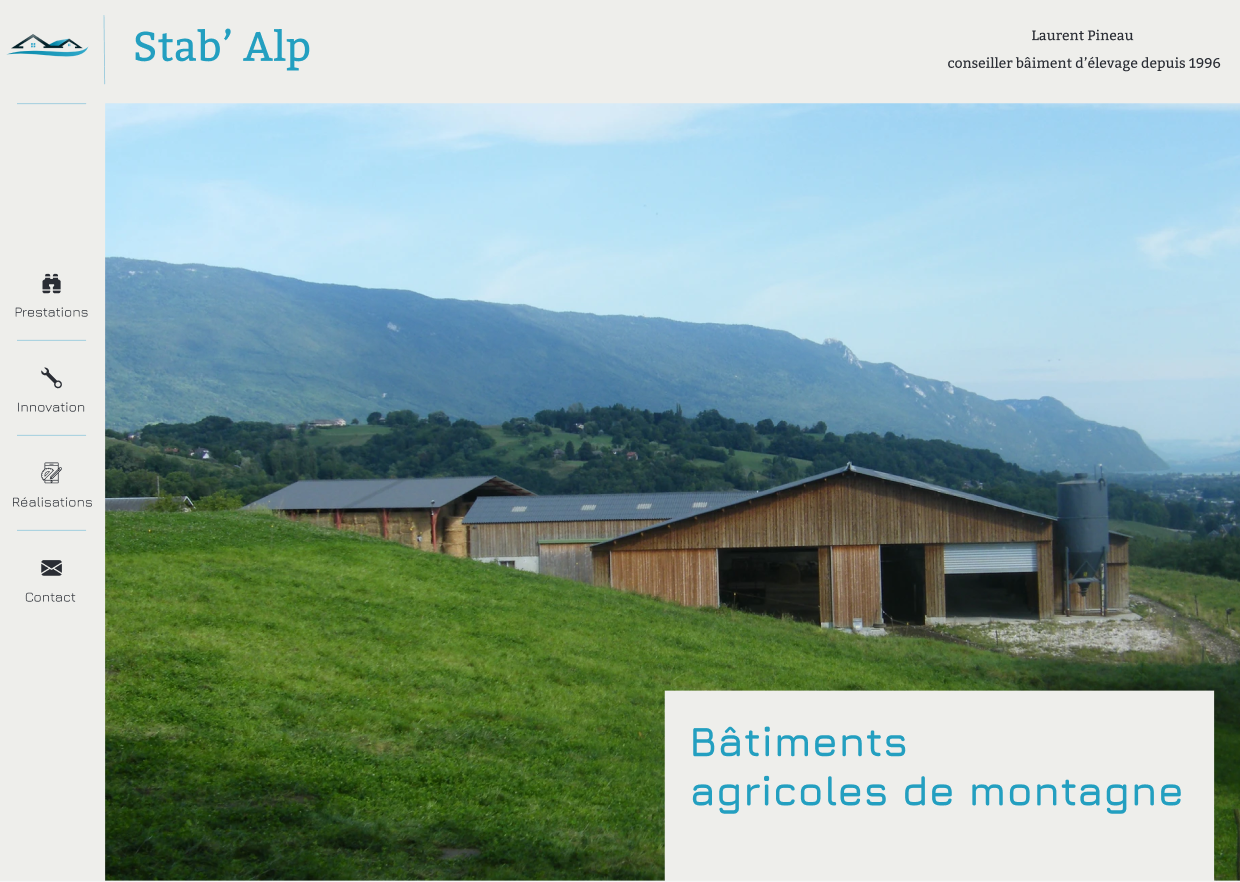 Stab’ Alp
Laurent Pineau
conseiller bâiment d’élevage depuis 1996
Prestations
Innovation
Réalisations
Contact
Bâtiments
agricoles de montagne